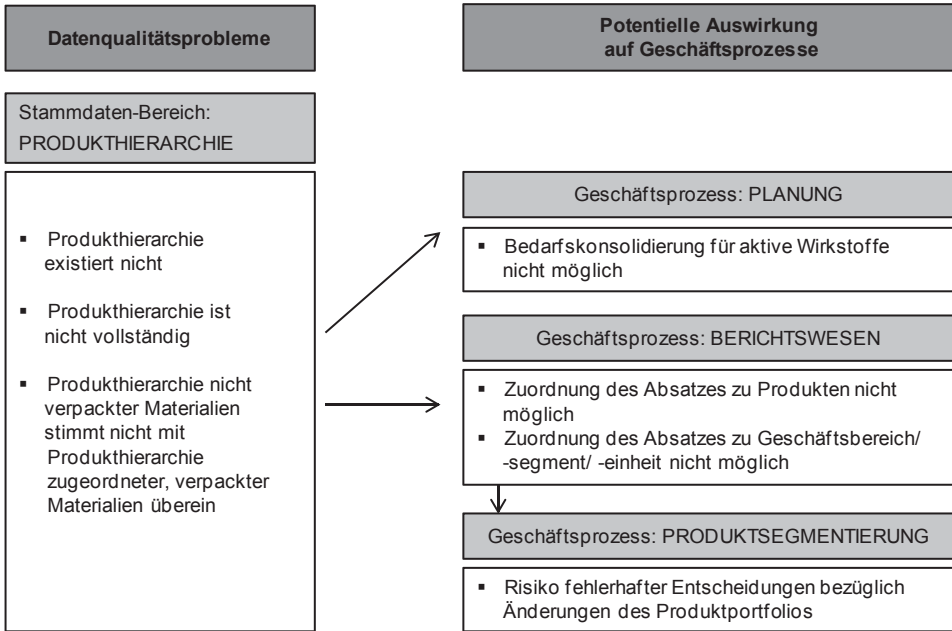 Datenqualitätsprobleme
Potentielle Auswirkung
auf Geschäftsprozesse
Stammdaten-Bereich:
PRODUKTHIERARCHIE
▪ Produkthierarchie
existiert nicht
▪ Produkthierarchie ist
nicht vollständig
▪ Produkthierarchie nicht
verpackter Materialien
stimmt nicht mit
Produkthierarchie
zugeordneter, verpackter
Materialien überein
Geschäftsprozess: PLANUNG
▪ Bedarfskonsolidierung für aktive Wirkstoffe
nicht möglich
Geschäftsprozess: BERICHTSWESEN
▪ Zuordnung des Absatzes zu Produkten nicht
möglich
▪ Zuordnung des Absatzes zu Geschäftsbereich/
-segment/ -einheit nicht möglich
Geschäftsprozess: PRODUKTSEGMENTIERUNG
▪ Risiko fehlerhafter Entscheidungen bezüglich
Änderungen des Produktportfolios